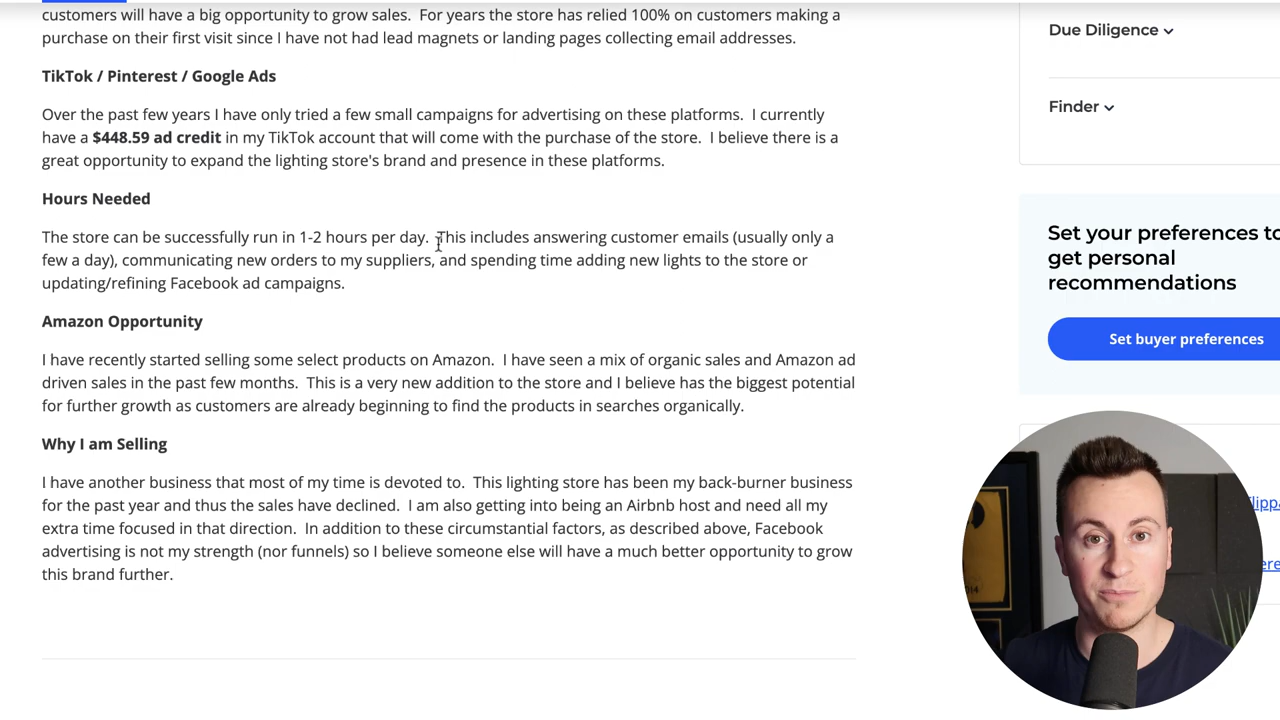 customers will have a big opportunity to grow sales.  For years the store has relied 100% on customers making a
purchase on their first visit since I have not had lead magnets or landing pages collecting email addresses.
TikTok / Pinterest / Google Ads
Over the past few years I have only tried a few small campaigns for advertising on these platforms.  I currently
have a $448.59 ad credit in my TikTok account that will come with the purchase of the store.  I believe there is a
great opportunity to expand the lighting store's brand and presence in these platforms.
Hours Needed
The store can be successfully run in 1-2 hours per day.  This includes answering customer emails (usually only a
few a day), communicating new orders to my suppliers, and spending time adding new lights to the store or
updating/refining Facebook ad campaigns.
Amazon Opportunity
I have recently started selling some select products on Amazon.  I have seen a mix of organic sales and Amazon ad
driven sales in the past few months.  This is a very new addition to the store and I believe has the biggest potential
for further growth as customers are already beginning to find the products in searches organically.
Why I am Selling
I have another business that most of my time is devoted to.  This lighting store has been my back-burner business
for the past year and thus the sales have declined.  I am also getting into being an Airbnb host and need all my
extra time focused in that direction.  In addition to these circumstantial factors, as described above, Facebook
advertising is not my strength (nor funnels) so I believe someone else will have a much better opportunity to grow
this brand further.
Due Diligence
Finder
Set your preferences to
get personal
recommendations
Set buyer preferences